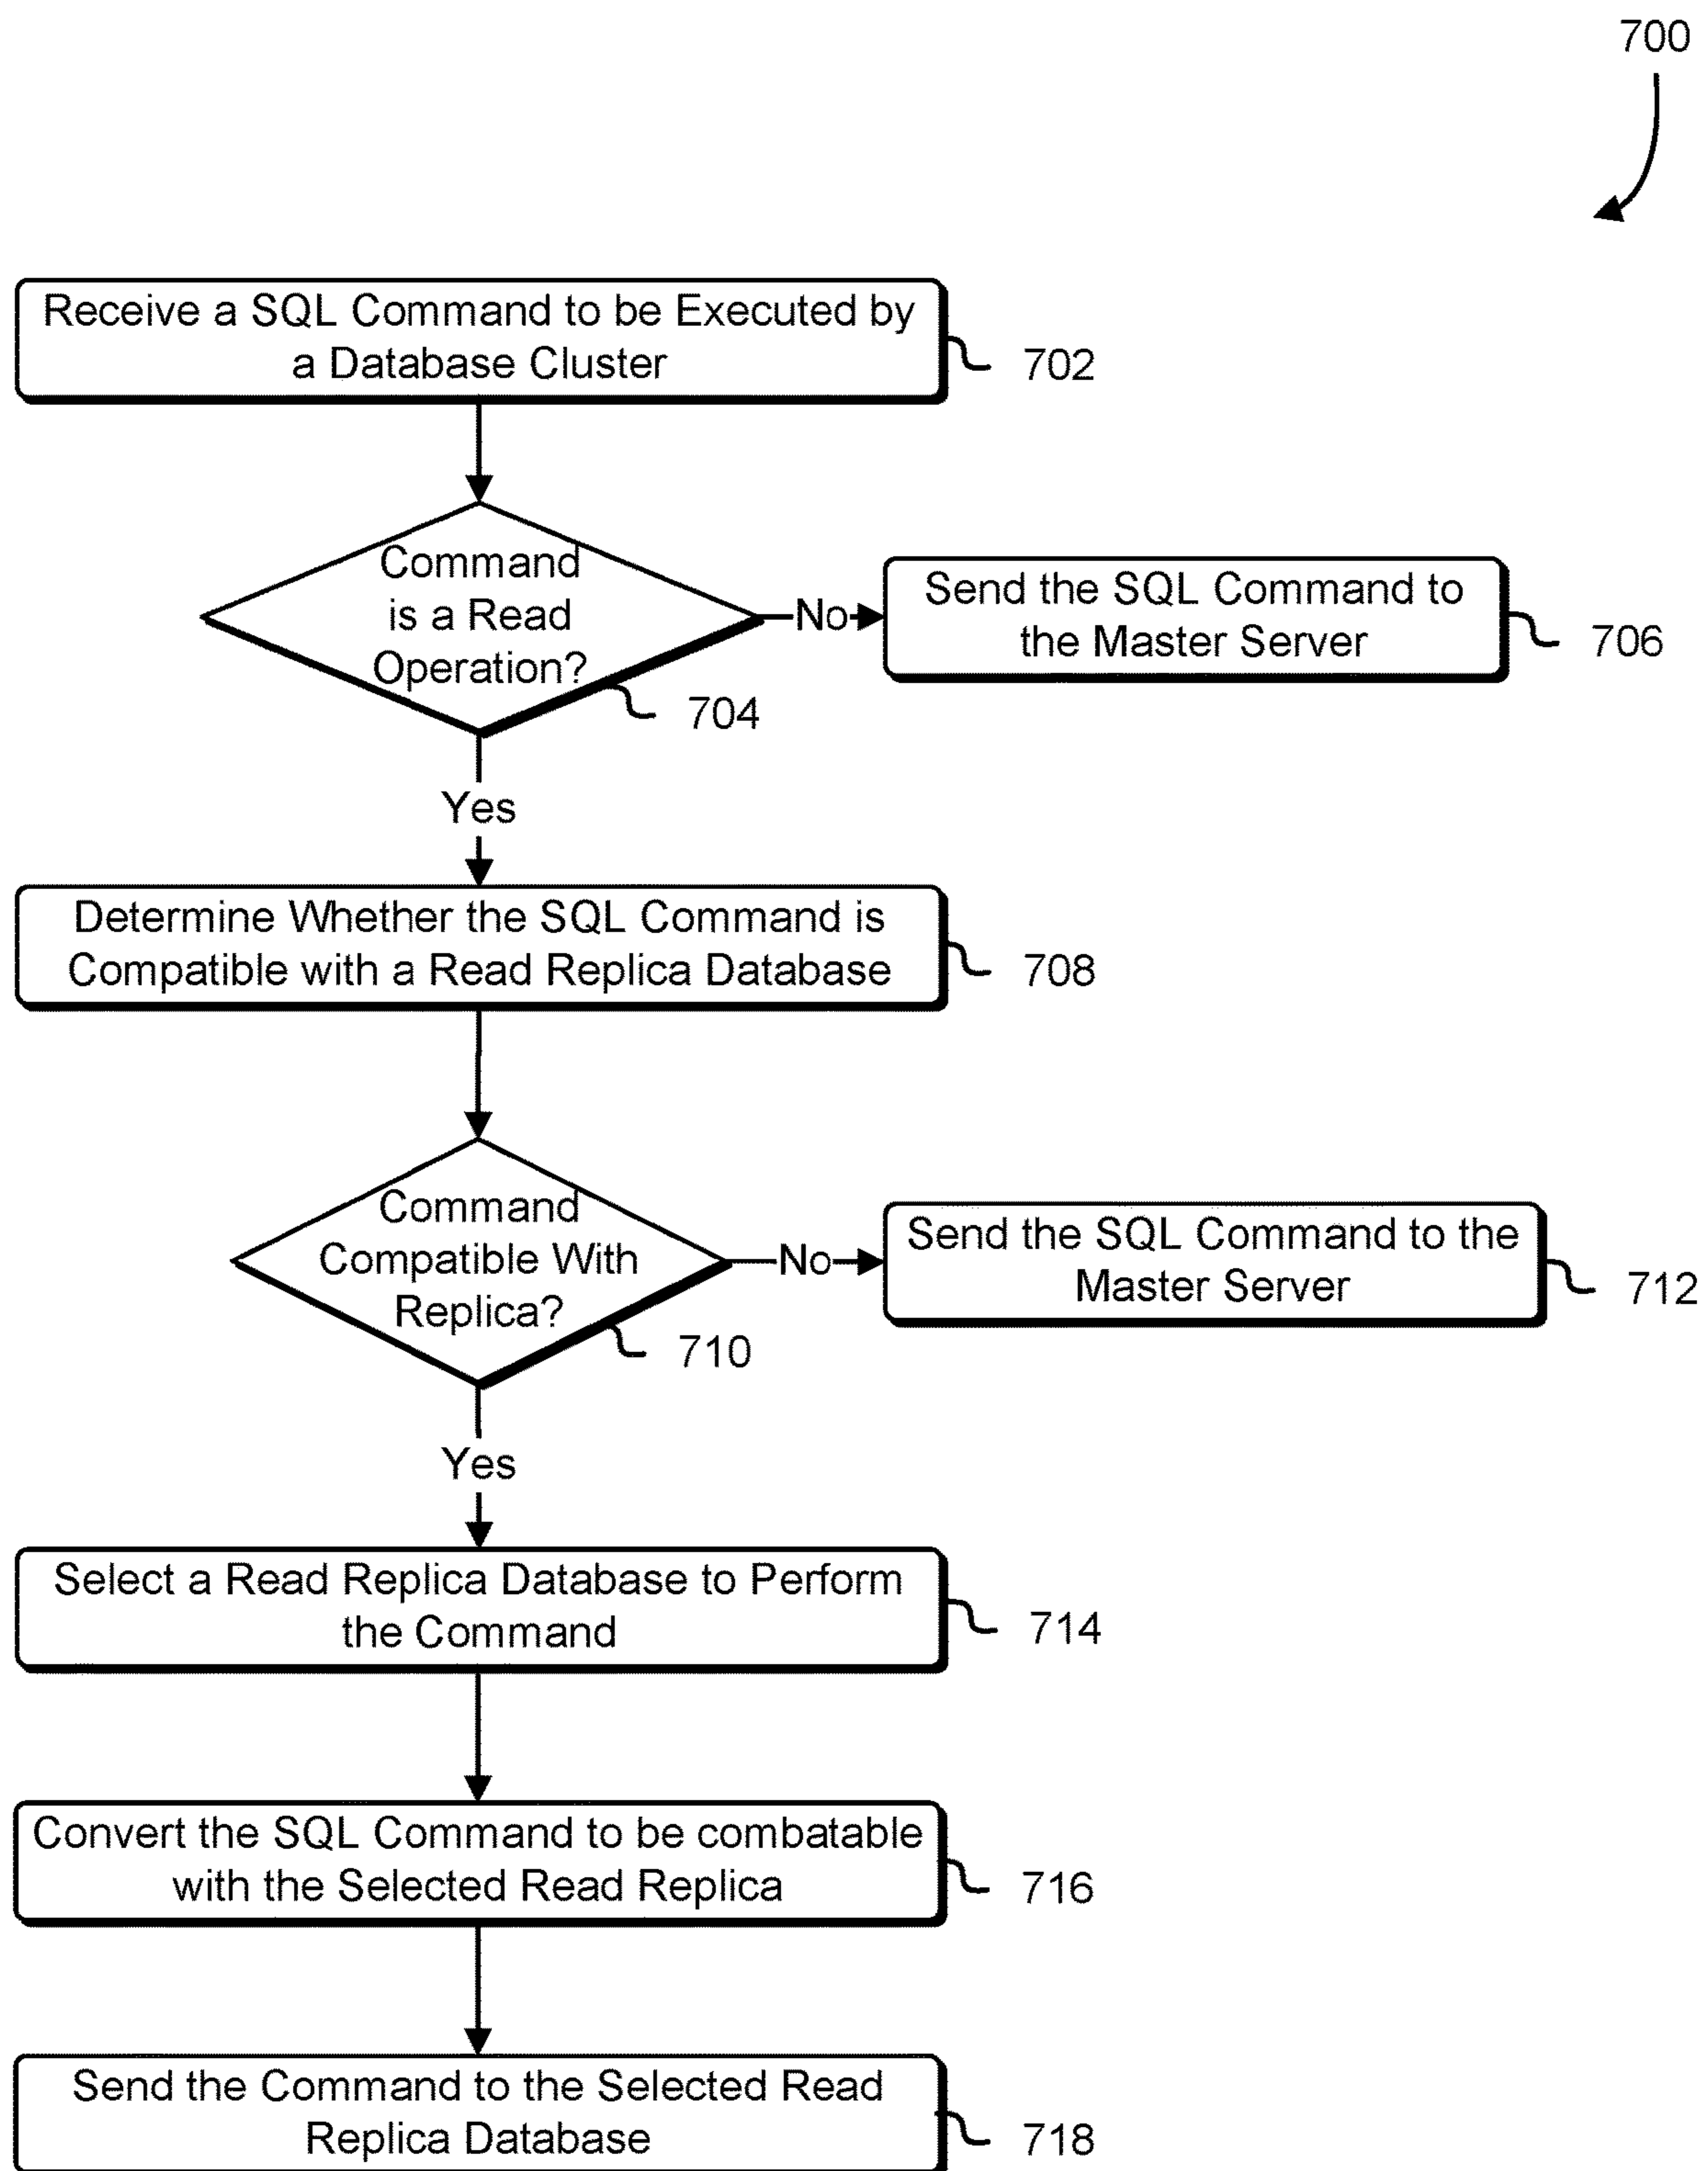 700
Receive a SQL Command to be Executed by
a Database Cluster
702
Command
is a Read
Operation?
704
No
Send the SQL Command to
the Master Server
706
Yes
Determine Whether the SQL Command is
Compatible with a Read Replica Database
708
Command
Compatible With
Replica?
710
No
Send the SQL Command to the
Master Server
712
Yes
Select a Read Replica Database to Perform
the Command
714
Convert the SQL Command to be combatable
with the Selected Read Replica
716
Send the Command to the Selected Read
Replica Database
718